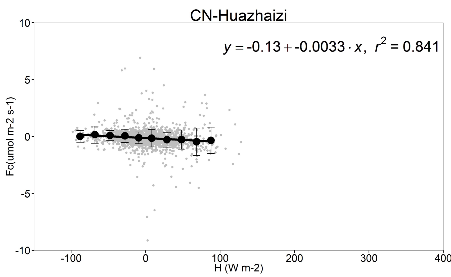 CN-Huazhaizi
y = -0.13 + -0.0033 · x, r² = 0.841
Fc(umol m-2 s-1)
10
5
0
-5
-10
-100 0 100 200 300 400
H (W m-2)